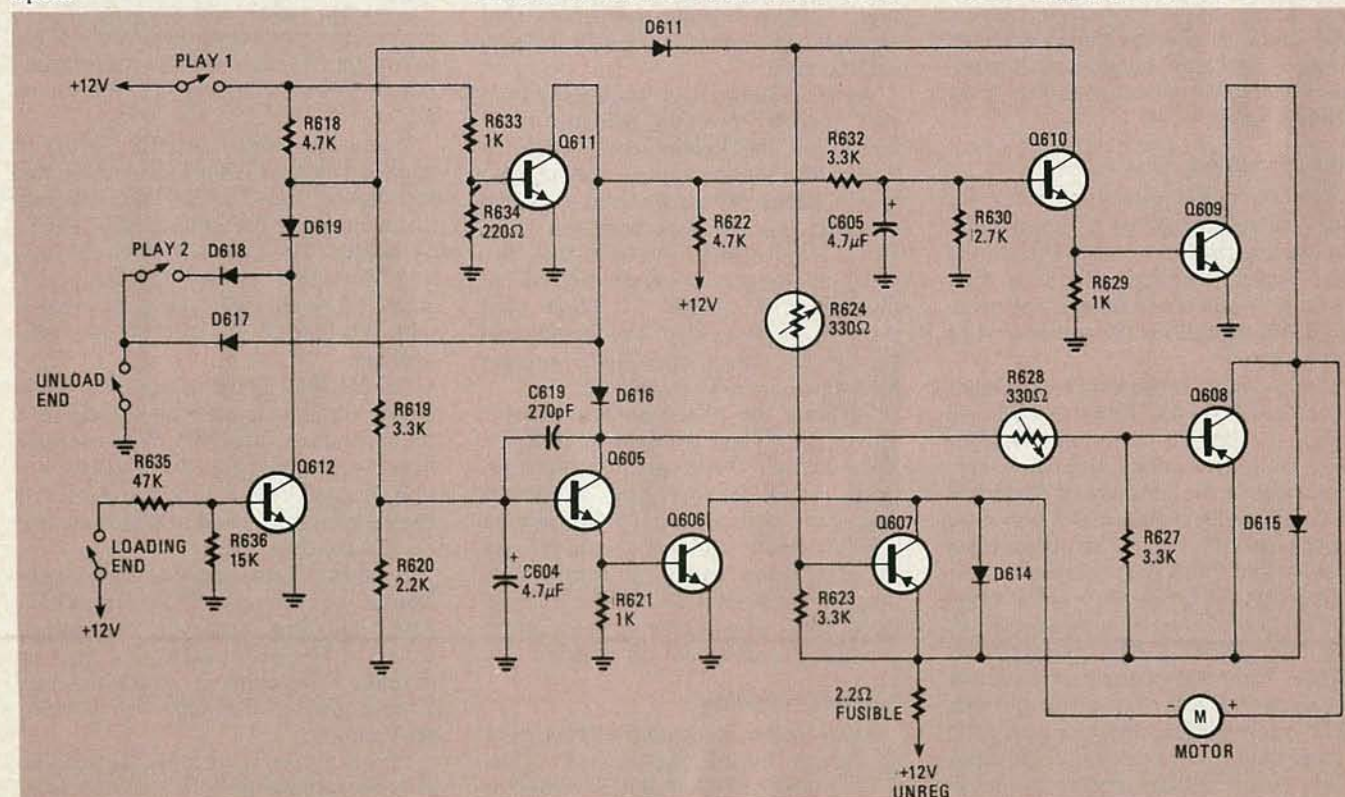 D611
PLAY 1
+12V
R618
4.7K
R633
1K
Q611
R632
3.3K
Q610
D619
R634
220Ω
R622
4.7K
C605
4.7µF
+
R630
2.7K
Q609
PLAY 2
D618
+12V
R629
1K
R624
330Ω
D617
UNLOAD
END
R619
3.3K
C619
270pF
D616
R628
330Ω
Q608
R635
47K
Q612
Q605
Q606
Q607
LOADING
END
R636
15K
D615
+
R620
2.2K
C604
4.7µF
R621
1K
D614
R627
3.3K
+12V
R623
3.3K
2.2Ω
FUSIBLE
- M +
MOTOR
+12V
UNREG